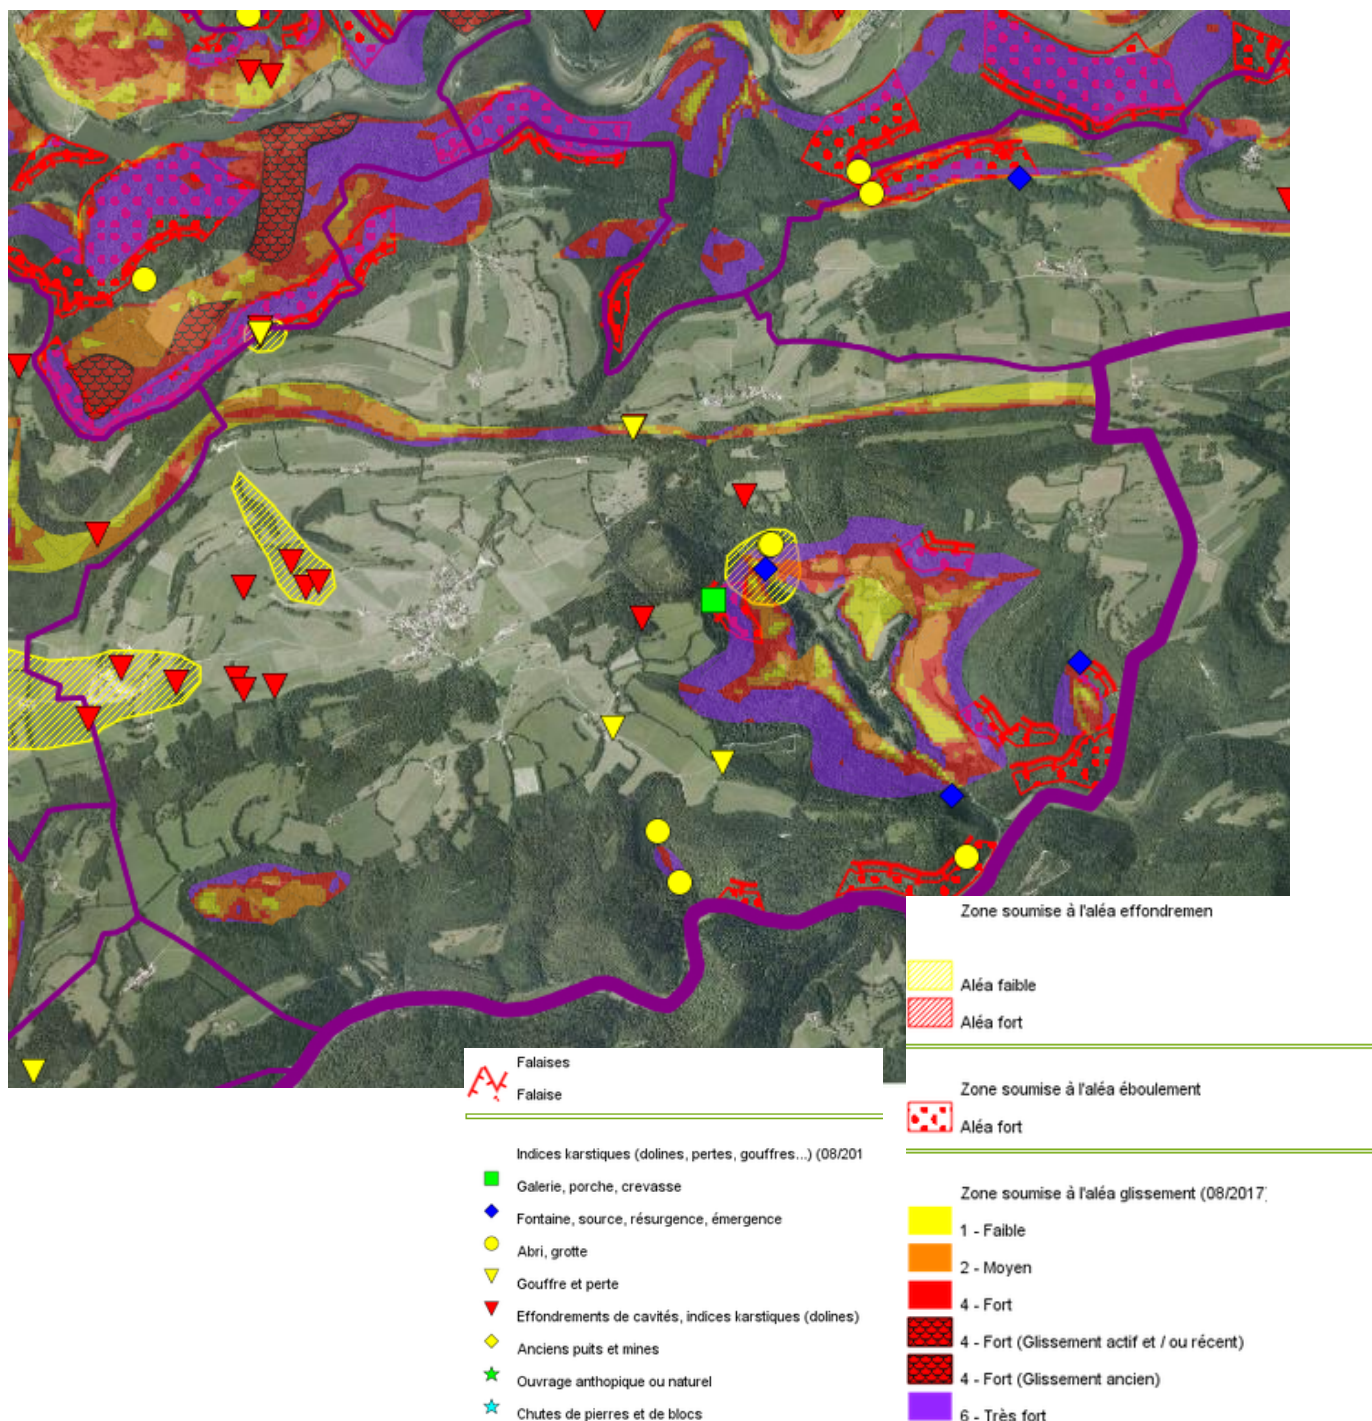 Falaises
Falaise
Indices karstiques (dolines, pertes, gouffres...) (08/201
Galerie, porche, crevasse
Fontaine, source, résurgence, émergence
Abri, grotte
Gouffre et perte
Effondrements de cavités, indices karstiques (dolines)
Anciens puits et mines
Ouvrage anthopique ou naturel
Chutes de pierres et de blocs
Zone soumise à l'aléa effondremen
Aléa faible
Aléa fort
Zone soumise à l'aléa éboulement
Aléa fort
Zone soumise à l'aléa glissement (08/2017
1 - Faible
2 - Moyen
4 - Fort
4 - Fort (Glissement actif et / ou récent)
4 - Fort (Glissement ancien)
6 - Très fort